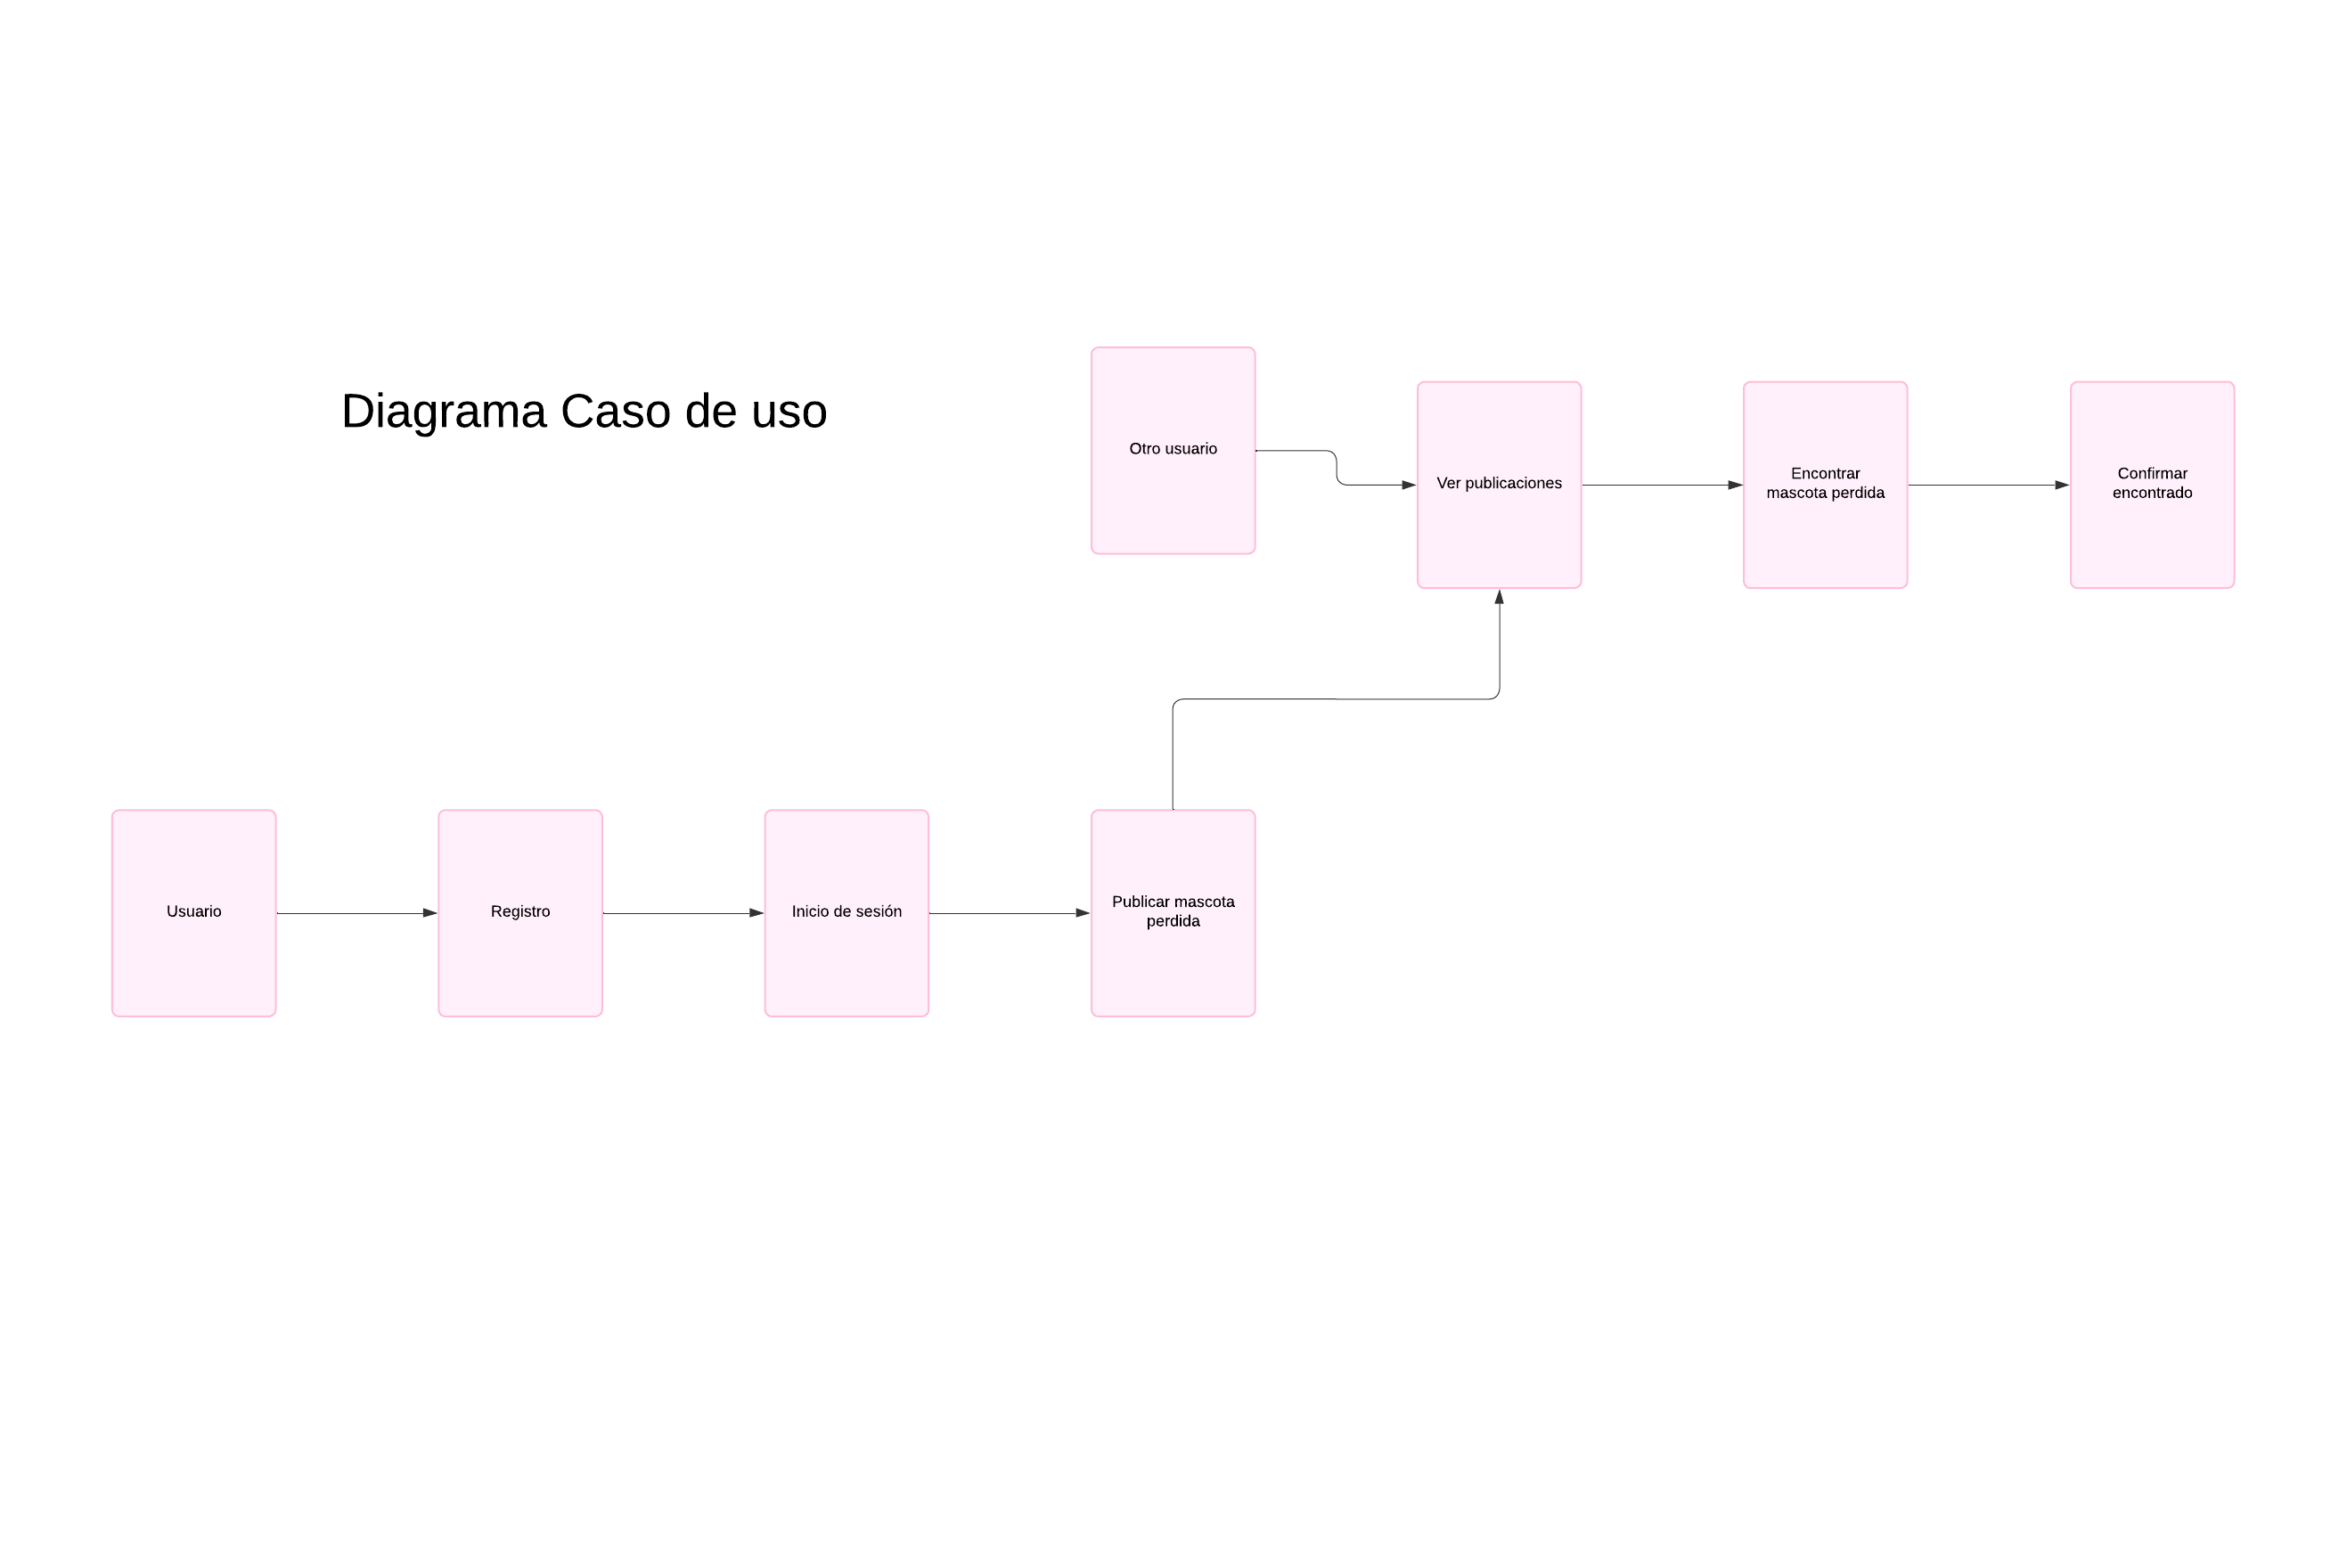 Diagrama Caso de uso
Otro usuario
Ver publicaciones
Encontrar
mascota perdida
Confirmar
encontrado
Usuario
Registro
Inicio de sesión
Publicar mascota
perdida